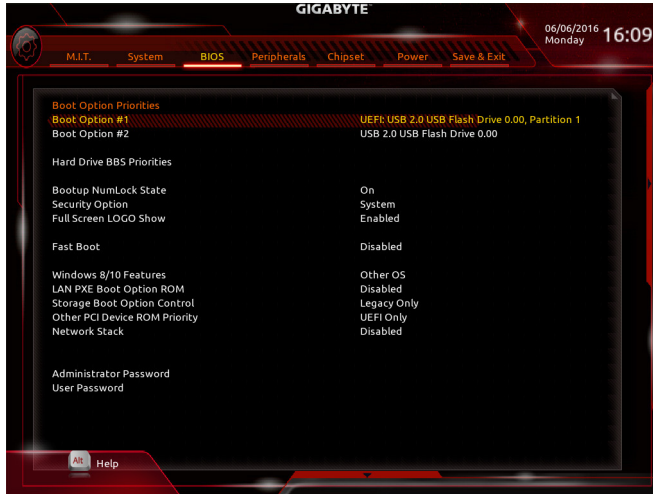 GIGABYTE™
06/06/2016 16:09
Monday
M.I.T. System BIOS Peripherals Chipset Power Save & Exit
Boot Option Priorities
Boot Option #1 UEFI: USB 2.0 USB Flash Drive 0.00, Partition 1
Boot Option #2 USB 2.0 USB Flash Drive 0.00
Hard Drive BBS Priorities
Bootup NumLock State On
Security Option System
Full Screen LOGO Show Enabled
Fast Boot Disabled
Windows 8/10 Features Other OS
LAN PXE Boot Option ROM Disabled
Storage Boot Option Control Legacy Only
Other PCI Device ROM Priority UEFI Only
Network Stack Disabled
Administrator Password
User Password
Alt Help